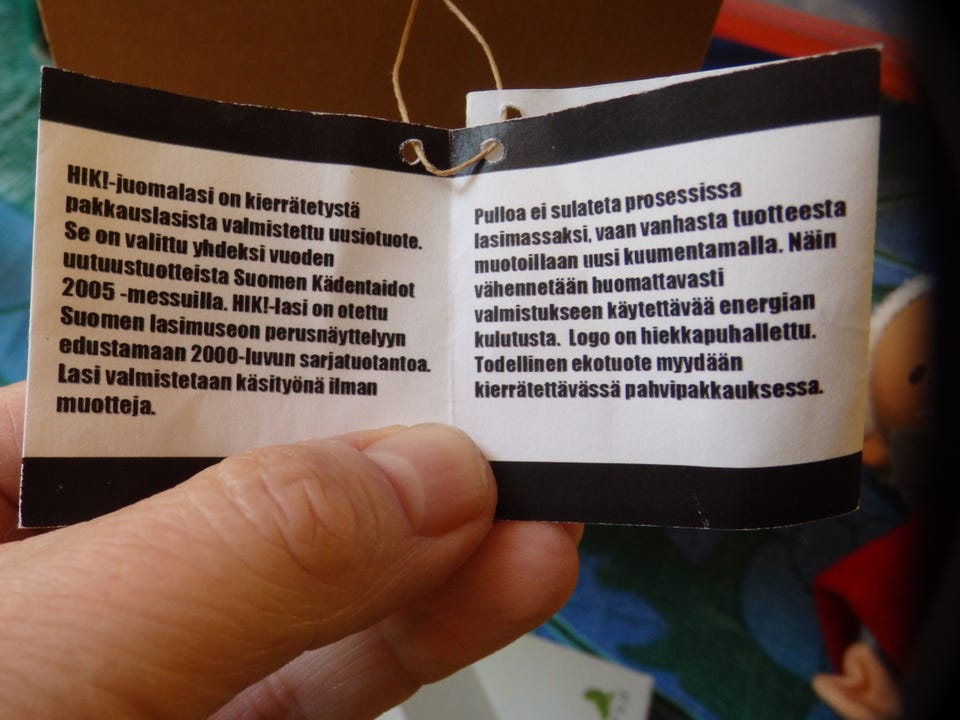 HIK!-juomalasi on kierrätetystä
pakkauslasista valmistettu uusiotuote.
Se on valittu yhdeksi vuoden
uutuustuotteista Suomen Kädentaidot
2005 -messuilla. HIK!-lasi on otettu
Suomen lasimuseon perusnäyttelyyn
edustamaan 2000-luvun sarjatuotantoa.
Lasi valmistetaan käsityönä ilman
muotteja.
Pulloa ei sulateta prosessissa
lasimassaksi, vaan vanhasta tuotteesta
muotoillaan uusi kuumentamalla. Näin
vähennetään huomattavasti
valmistukseen käytettävää energian
kulutusta. Logo on hiekkapuhallettu.
Todellinen ekotuote myydään
kierrätettävässä pahvipakkauksessa.